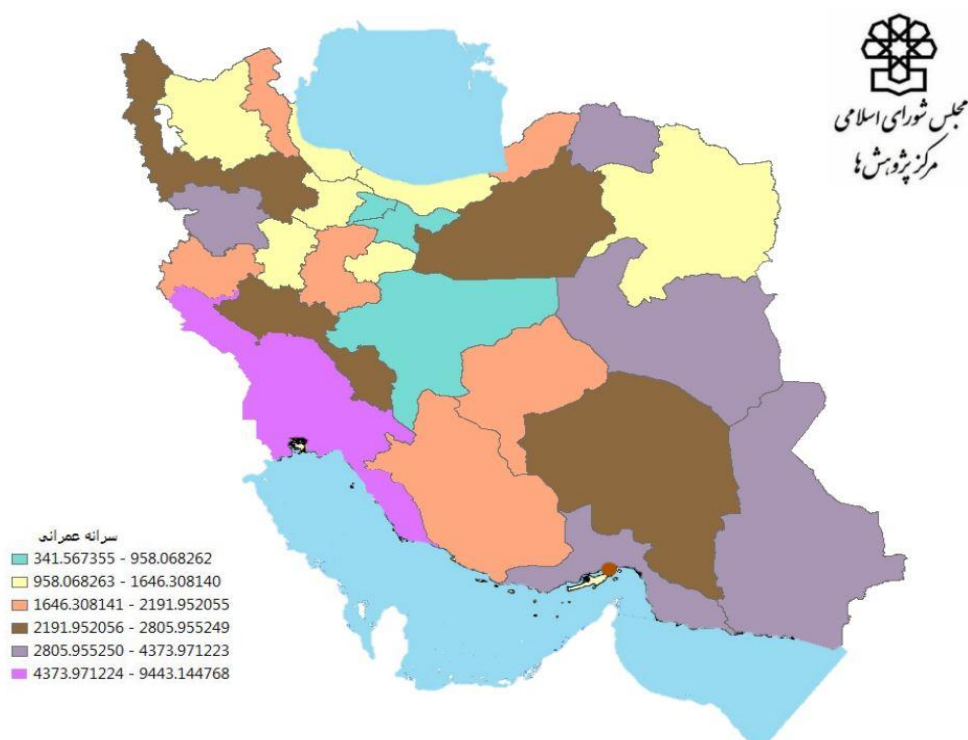 مجلس شورای اسلامی
مرکز پژوهش‌ها
سرانه عمرانی
341.567355 - 958.068262
958.068263 - 1646.308140
1646.308141 - 2191.952055
2191.952056 - 2805.955249
2805.955250 - 4373.971223
4373.971224 - 9443.144768